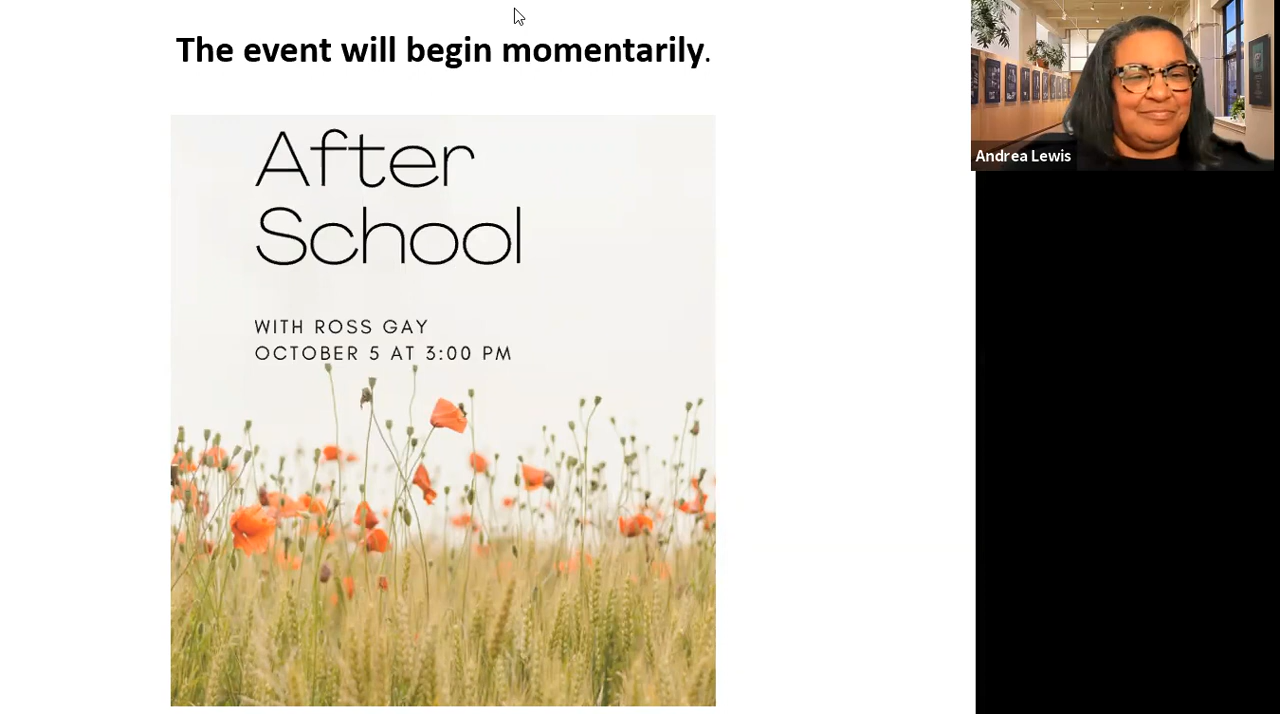 The event will begin momentarily.
After
School
WITH ROSS GAY
OCTOBER 5 AT 3:00 PM
Andrea Lewis